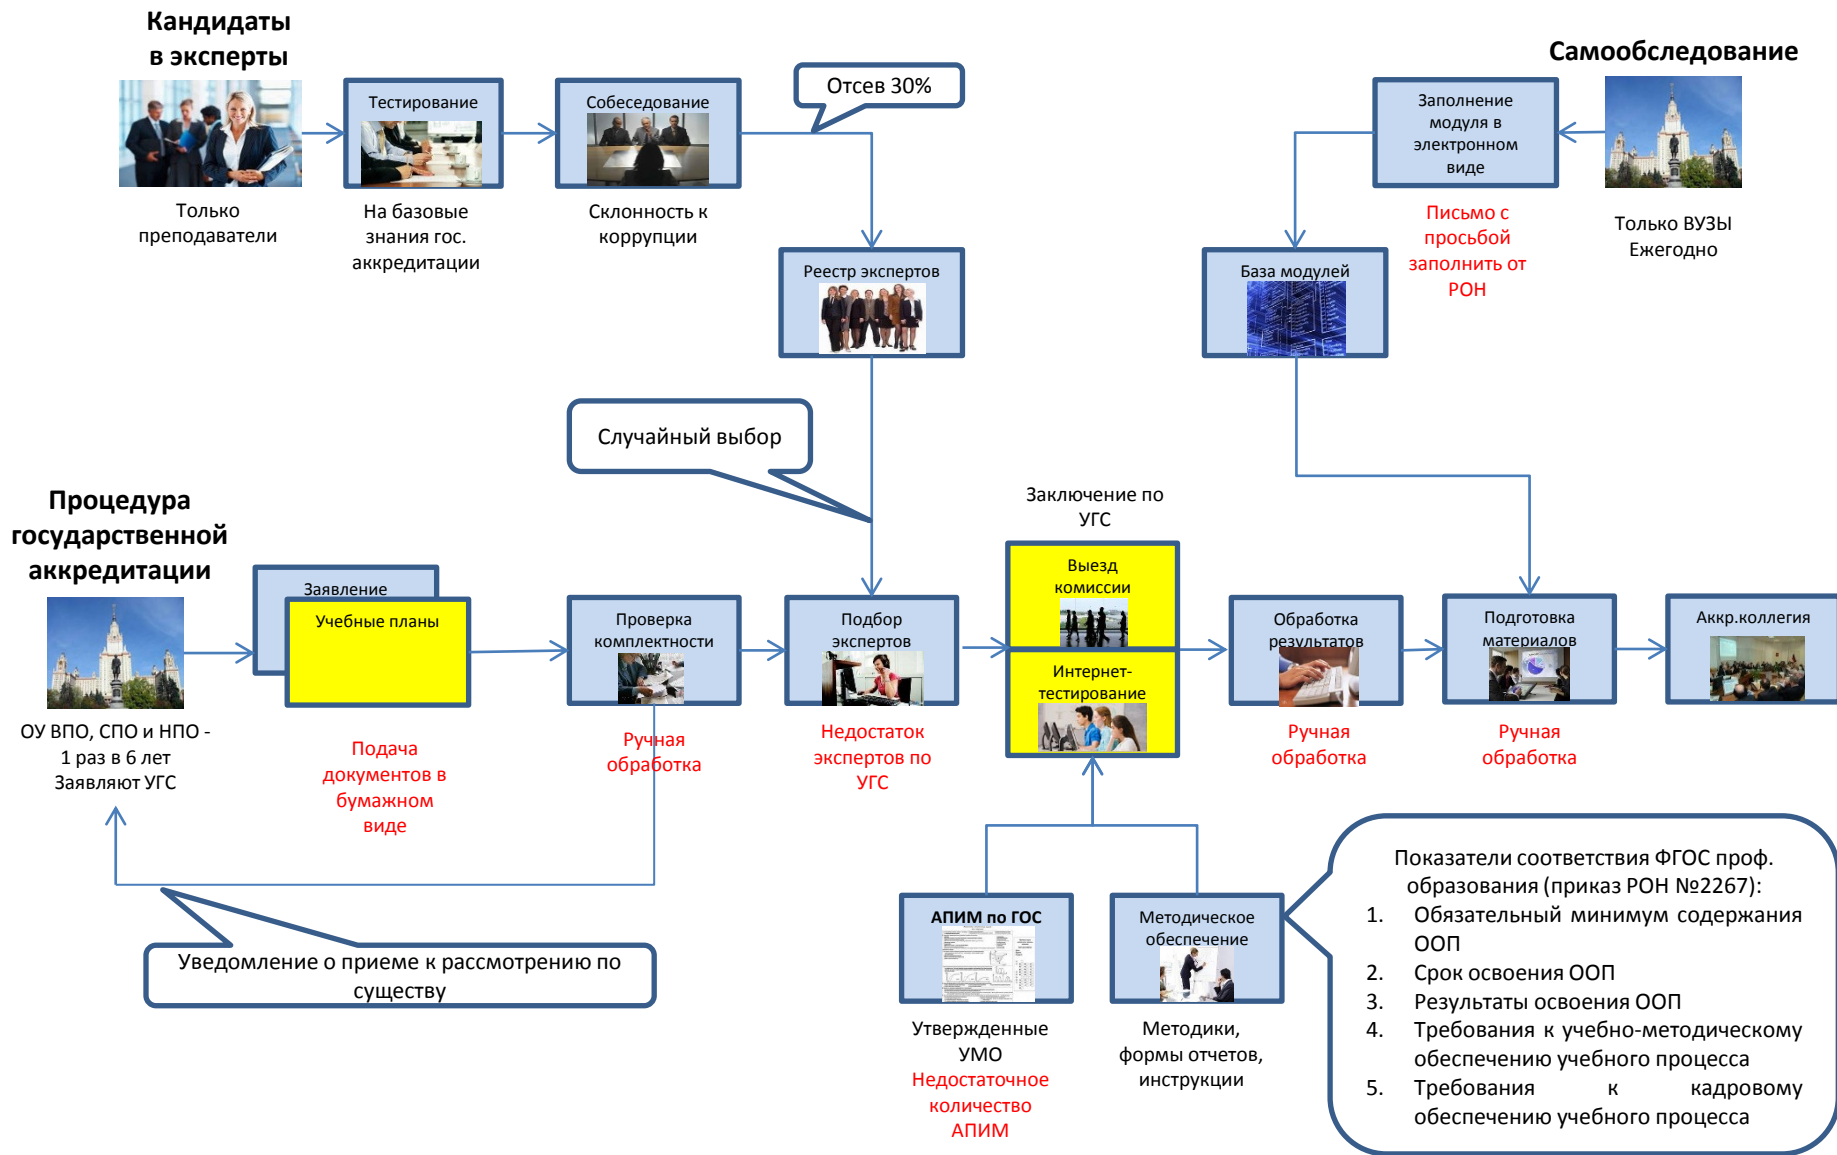 Кандидаты
в эксперты
Только
преподаватели
Тестирование
На базовые
знания гос.
аккредитации
Собеседование
Склонность к
коррупции
Отсев 30%
Реестр экспертов
Самообследование
Заполнение
модуля в
электронном
виде
Письмо с
просьбой
заполнить от
РОН
Только ВУЗЫ
Ежегодно
База модулей
Случайный выбор
Процедура
государственной
аккредитации
ОУ ВПО, СПО и НПО -
1 раз в 6 лет
Заявляют УГС
Заявление
Учебные планы
Подача
документов в
бумажном
виде
Проверка
комплектности
Ручная
обработка
Подбор
экспертов
Недостаток
экспертов по
УГС
Заключение по
УГС
Выезд
комиссии
Интернет-
тестирование
Обработка
результатов
Ручная
обработка
Подготовка
материалов
Ручная
обработка
Аккр.коллегия
Уведомление о приеме к рассмотрению по
существу
АПИМ по ГОС
Утвержденные
УМО
Недостаточное
количество
АПИМ
Методическое
обеспечение
Методики,
формы отчетов,
инструкции
Показатели соответствия ФГОС проф.
образования (приказ РОН №2267):
1. Обязательный минимум содержания
ООП
2. Срок освоения ООП
3. Результаты освоения ООП
4. Требования к учебно-методическому
обеспечению учебного процесса
5. Требования к кадровому
обеспечению учебного процесса